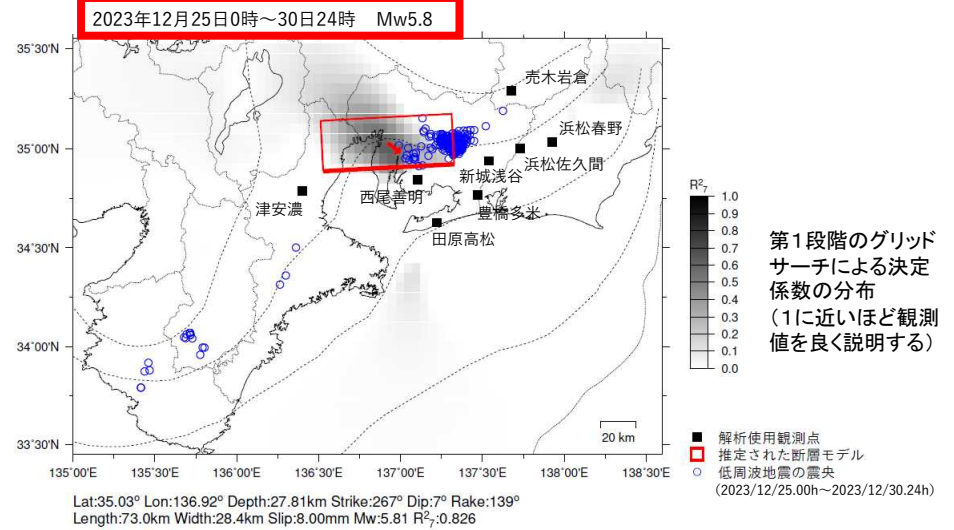 2023年12月25日0時～30日24時 Mw5.8
35°30'N
35°00'N
34°30'N
34°00'N
33°30'N
135°00'E
135°30'E
136°00'E
136°30'E
137°00'E
137°30'E
138°00'E
138°30'E
売木岩倉
浜松春野
浜松佐久間
新城浅谷
西尾善明
豊橋多米
津安濃
田原高松
20 km
R²₇
1.0
0.9
0.8
0.7
0.6
0.5
0.4
0.3
0.2
0.1
0.0
第１段階のグリッド
サーチによる決定
係数の分布
（1に近いほど観測
値を良く説明する）
解析使用観測点
推定された断層モデル
低周波地震の震央
(2023/12/25.00h～2023/12/30.24h)
Lat:35.03° Lon:136.92° Depth:27.81km Strike:267° Dip:7° Rake:139°
Length:73.0km Width:28.4km Slip:8.00mm Mw:5.81 R²₇:0.826